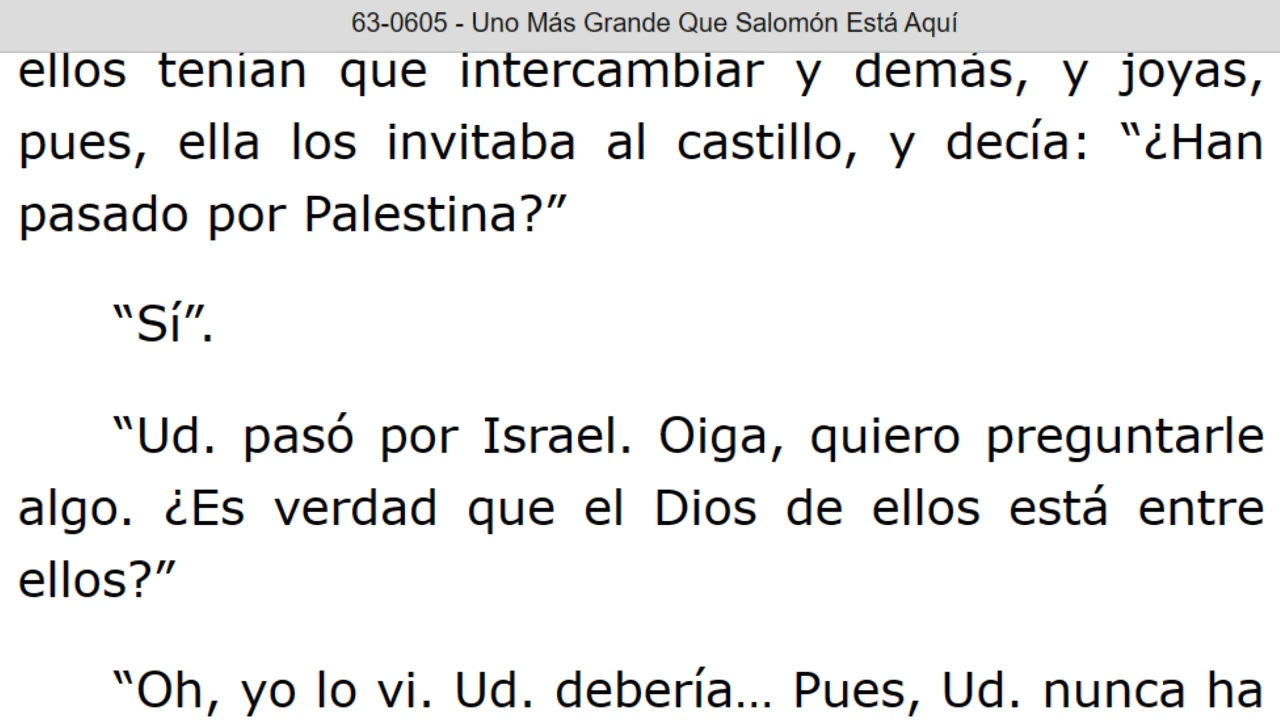 63-0605 - Uno Más Grande Que Salomón Está Aquí
ellos tenían que intercambiar y demás, y joyas,
pues, ella los invitaba al castillo, y decía: “¿Han
pasado por Palestina?”
“Sí”.
“Ud. pasó por Israel. Oiga, quiero preguntarle
algo. ¿Es verdad que el Dios de ellos está entre
ellos?”
“Oh, yo lo vi. Ud. debería… Pues, Ud. nunca ha